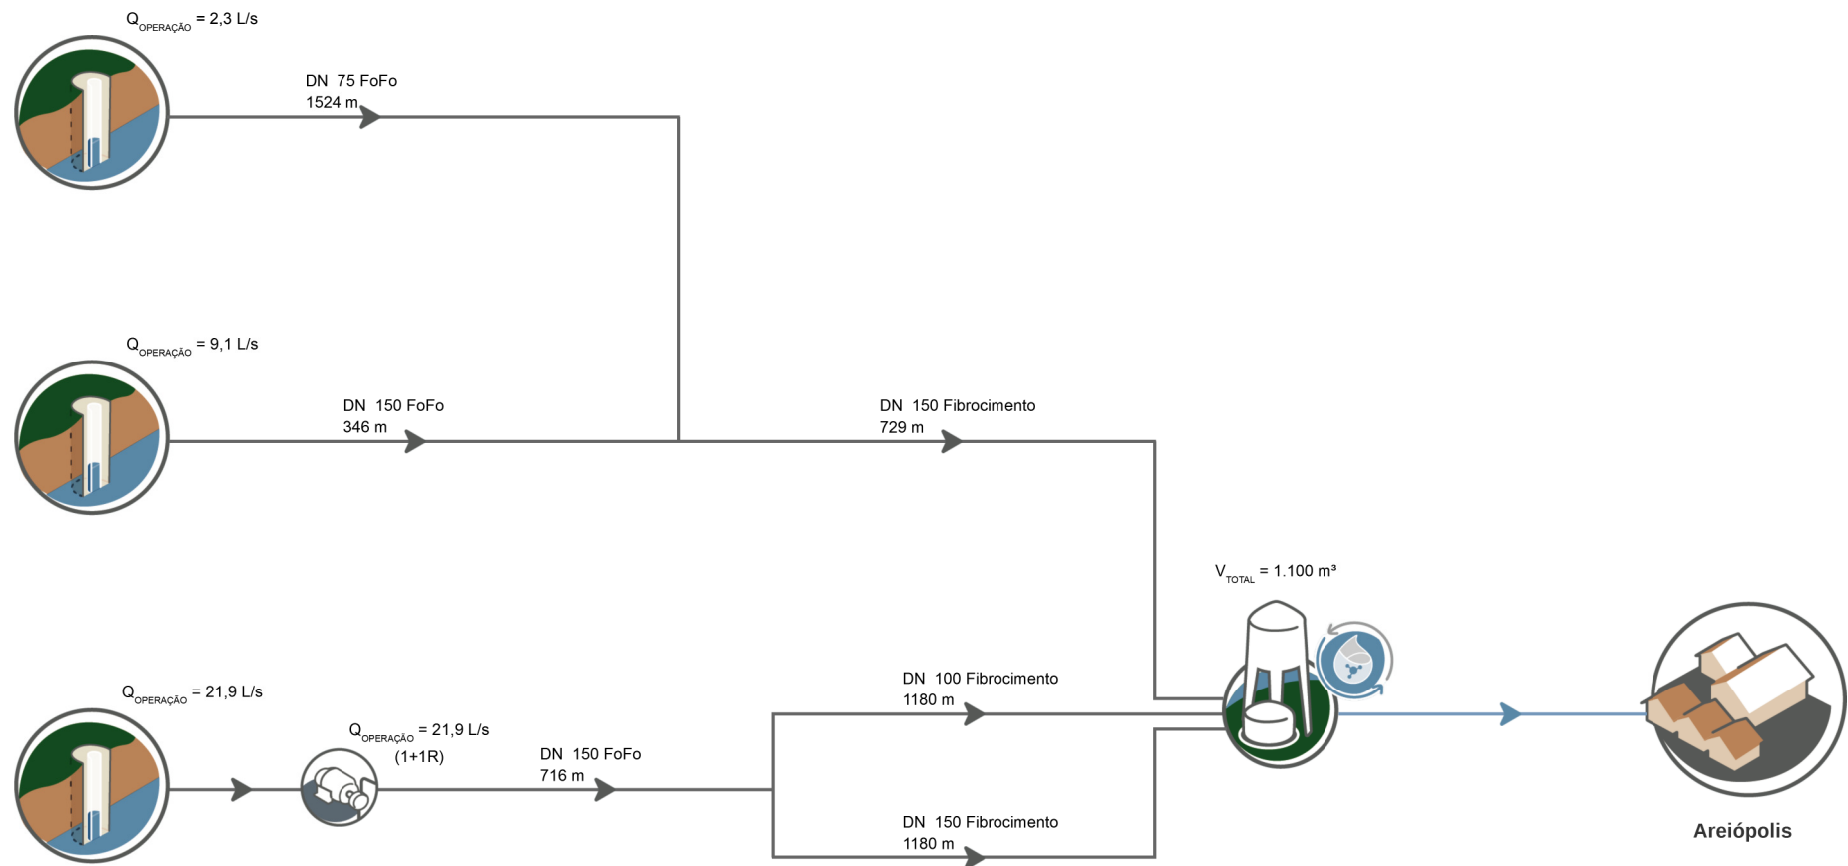 QOPERAÇÃO = 2,3 L/s
DN 75 FoFo
1524 m
QOPERAÇÃO = 9,1 L/s
DN 150 FoFo
346 m
DN 150 Fibrocimento
729 m
VTOTAL = 1.100 m³
QOPERAÇÃO = 21,9 L/s
QOPERAÇÃO = 21,9 L/s
(1+1R)
DN 150 FoFo
716 m
DN 100 Fibrocimento
1180 m
DN 150 Fibrocimento
1180 m
Areiópolis